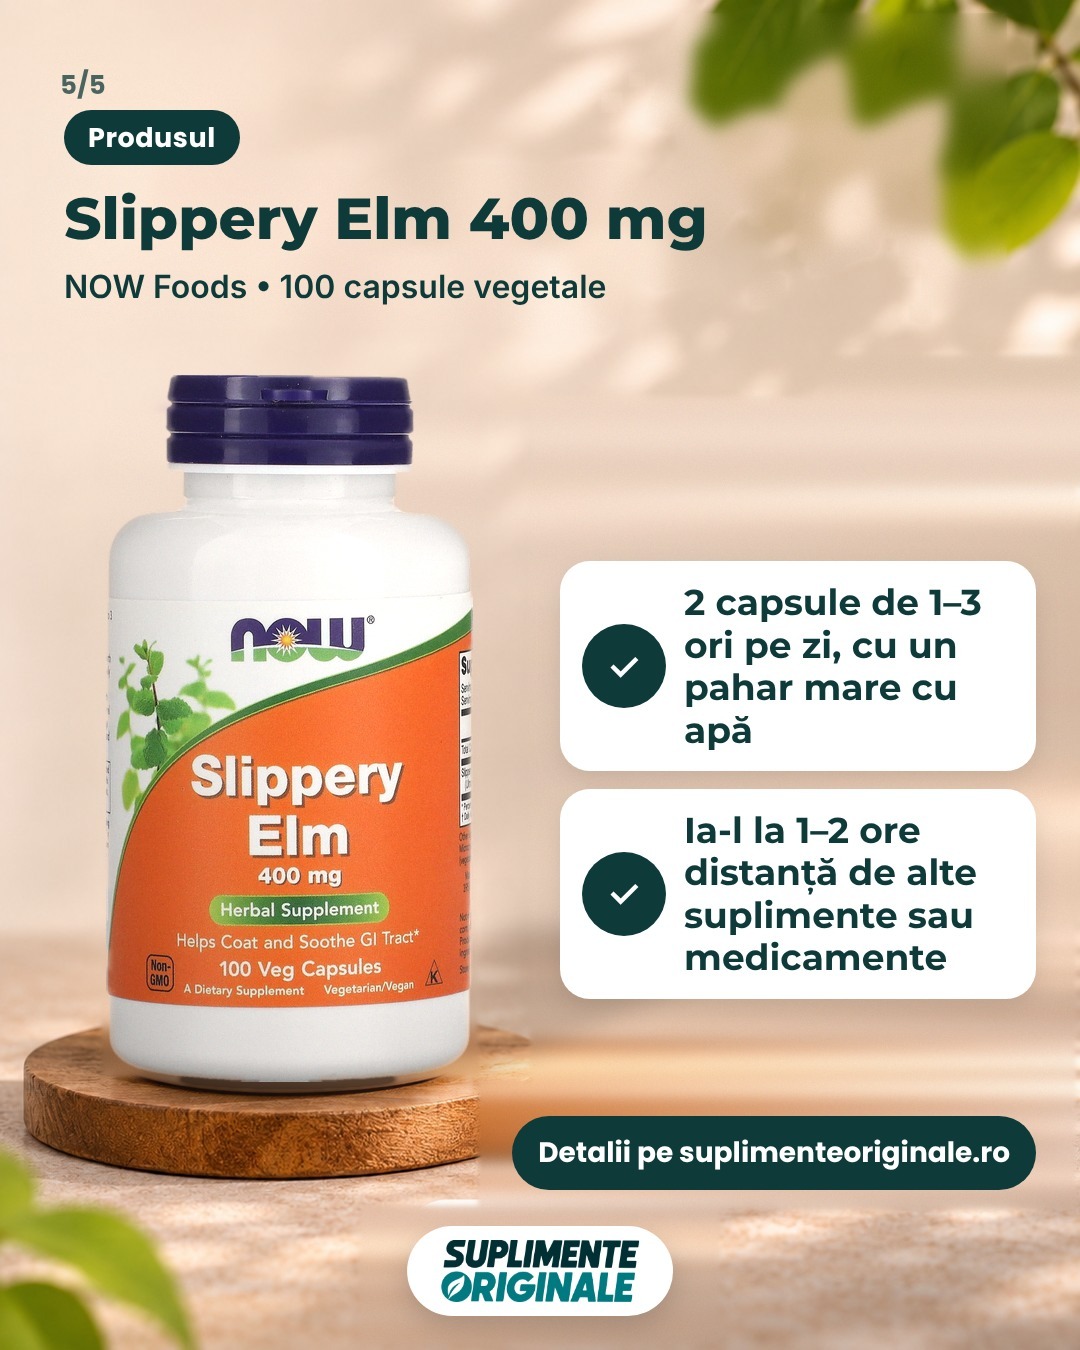 5/5
Produsul
Slippery Elm 400 mg
NOW Foods • 100 capsule vegetale
NOW®
Slippery
Elm
400 mg
Herbal Supplement
Helps Coat and Soothe GI Tract*
100 Veg Capsules
Non-
GMO
A Dietary Supplement Vegetarian/Vegan
K
2 capsule de 1–3
ori pe zi, cu un
pahar mare cu
apă
Ia-l la 1–2 ore
distanță de alte
suplimente sau
medicamente
Detalii pe suplimenteoriginale.ro
SUPLIMENTE
ORIGINALE